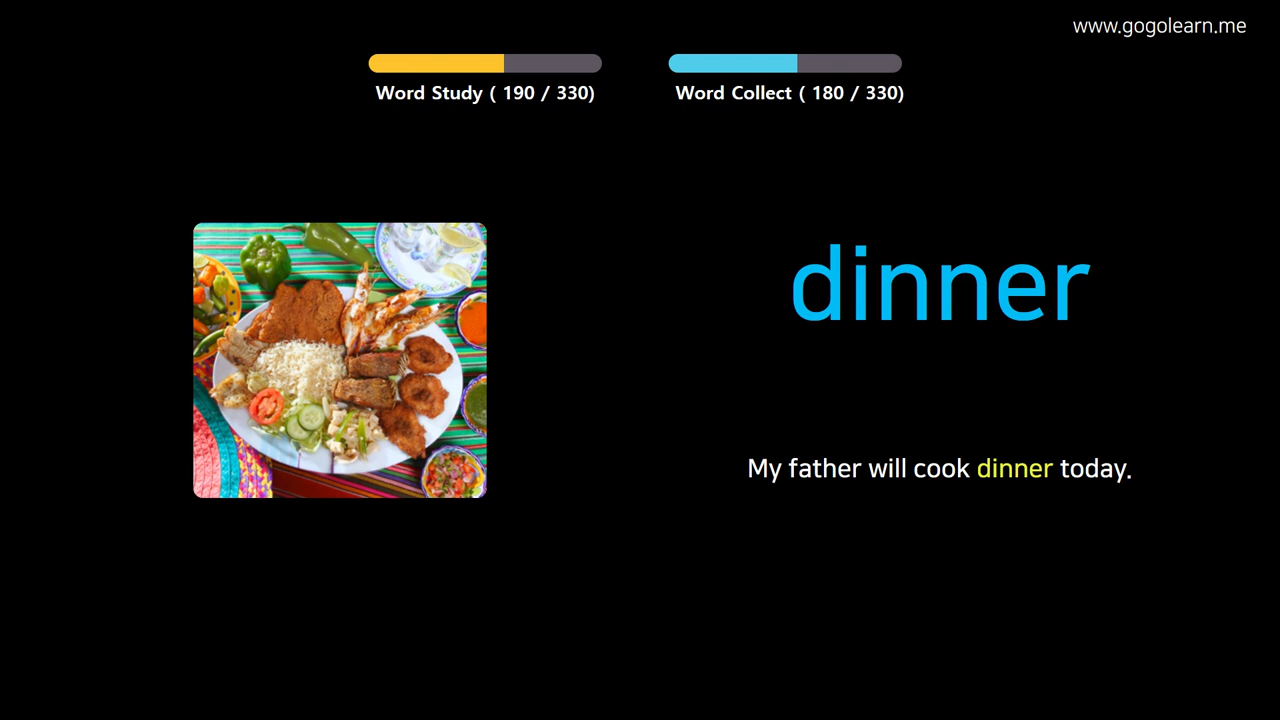 www.gogolearn.me
Word Study ( 190 / 330)
Word Collect ( 180 / 330)
dinner
My father will cook dinner today.